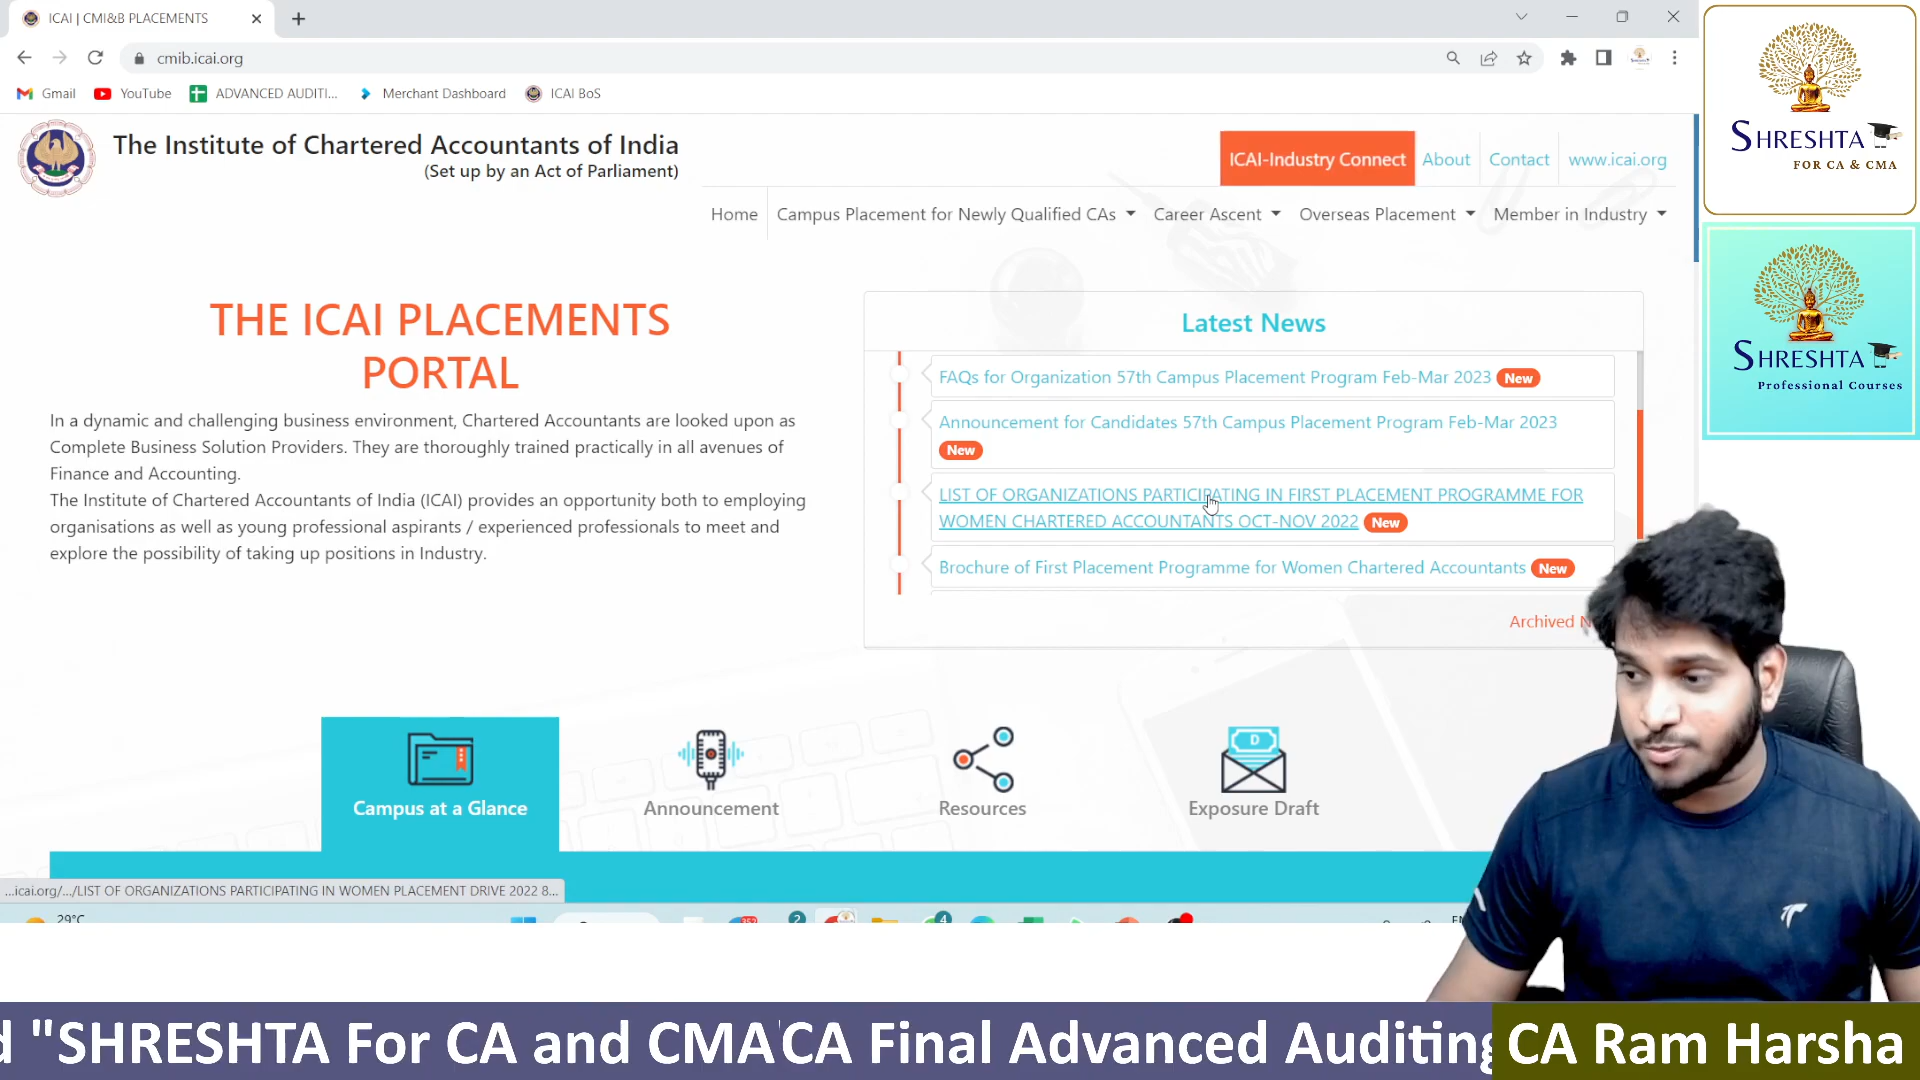 ICAI | CMI&B PLACEMENTS
cmib.icai.org
Gmail
YouTube
ADVANCED AUDITI...
Merchant Dashboard
ICAI BoS
The Institute of Chartered Accountants of India
(Set up by an Act of Parliament)
ICAI-Industry Connect
About
Contact
www.icai.org
Home
Campus Placement for Newly Qualified CAs
Career Ascent
Overseas Placement
Member in Industry
THE ICAI PLACEMENTS
PORTAL
In a dynamic and challenging business environment, Chartered Accountants are looked upon as
Complete Business Solution Providers. They are thoroughly trained practically in all avenues of
Finance and Accounting.
The Institute of Chartered Accountants of India (ICAI) provides an opportunity both to employing
organisations as well as young professional aspirants / experienced professionals to meet and
explore the possibility of taking up positions in Industry.
Latest News
FAQs for Organization 57th Campus Placement Program Feb-Mar 2023 New
Announcement for Candidates 57th Campus Placement Program Feb-Mar 2023
New
LIST OF ORGANIZATIONS PARTICIPATING IN FIRST PLACEMENT PROGRAMME FOR
WOMEN CHARTERED ACCOUNTANTS OCT-NOV 2022 New
Brochure of First Placement Programme for Women Chartered Accountants New
Archived
Campus at a Glance
Announcement
Resources
Exposure Draft
...icai.org/.../LIST OF ORGANIZATIONS PARTICIPATING IN WOMEN PLACEMENT DRIVE 2022 8...
29°C
2
4
SHRESHTA
FOR CA & CMA
SHRESHTA
Professional Courses
"SHRESHTA For CA and CMA"
CA Final Advanced Auditing
CA Ram Harsha